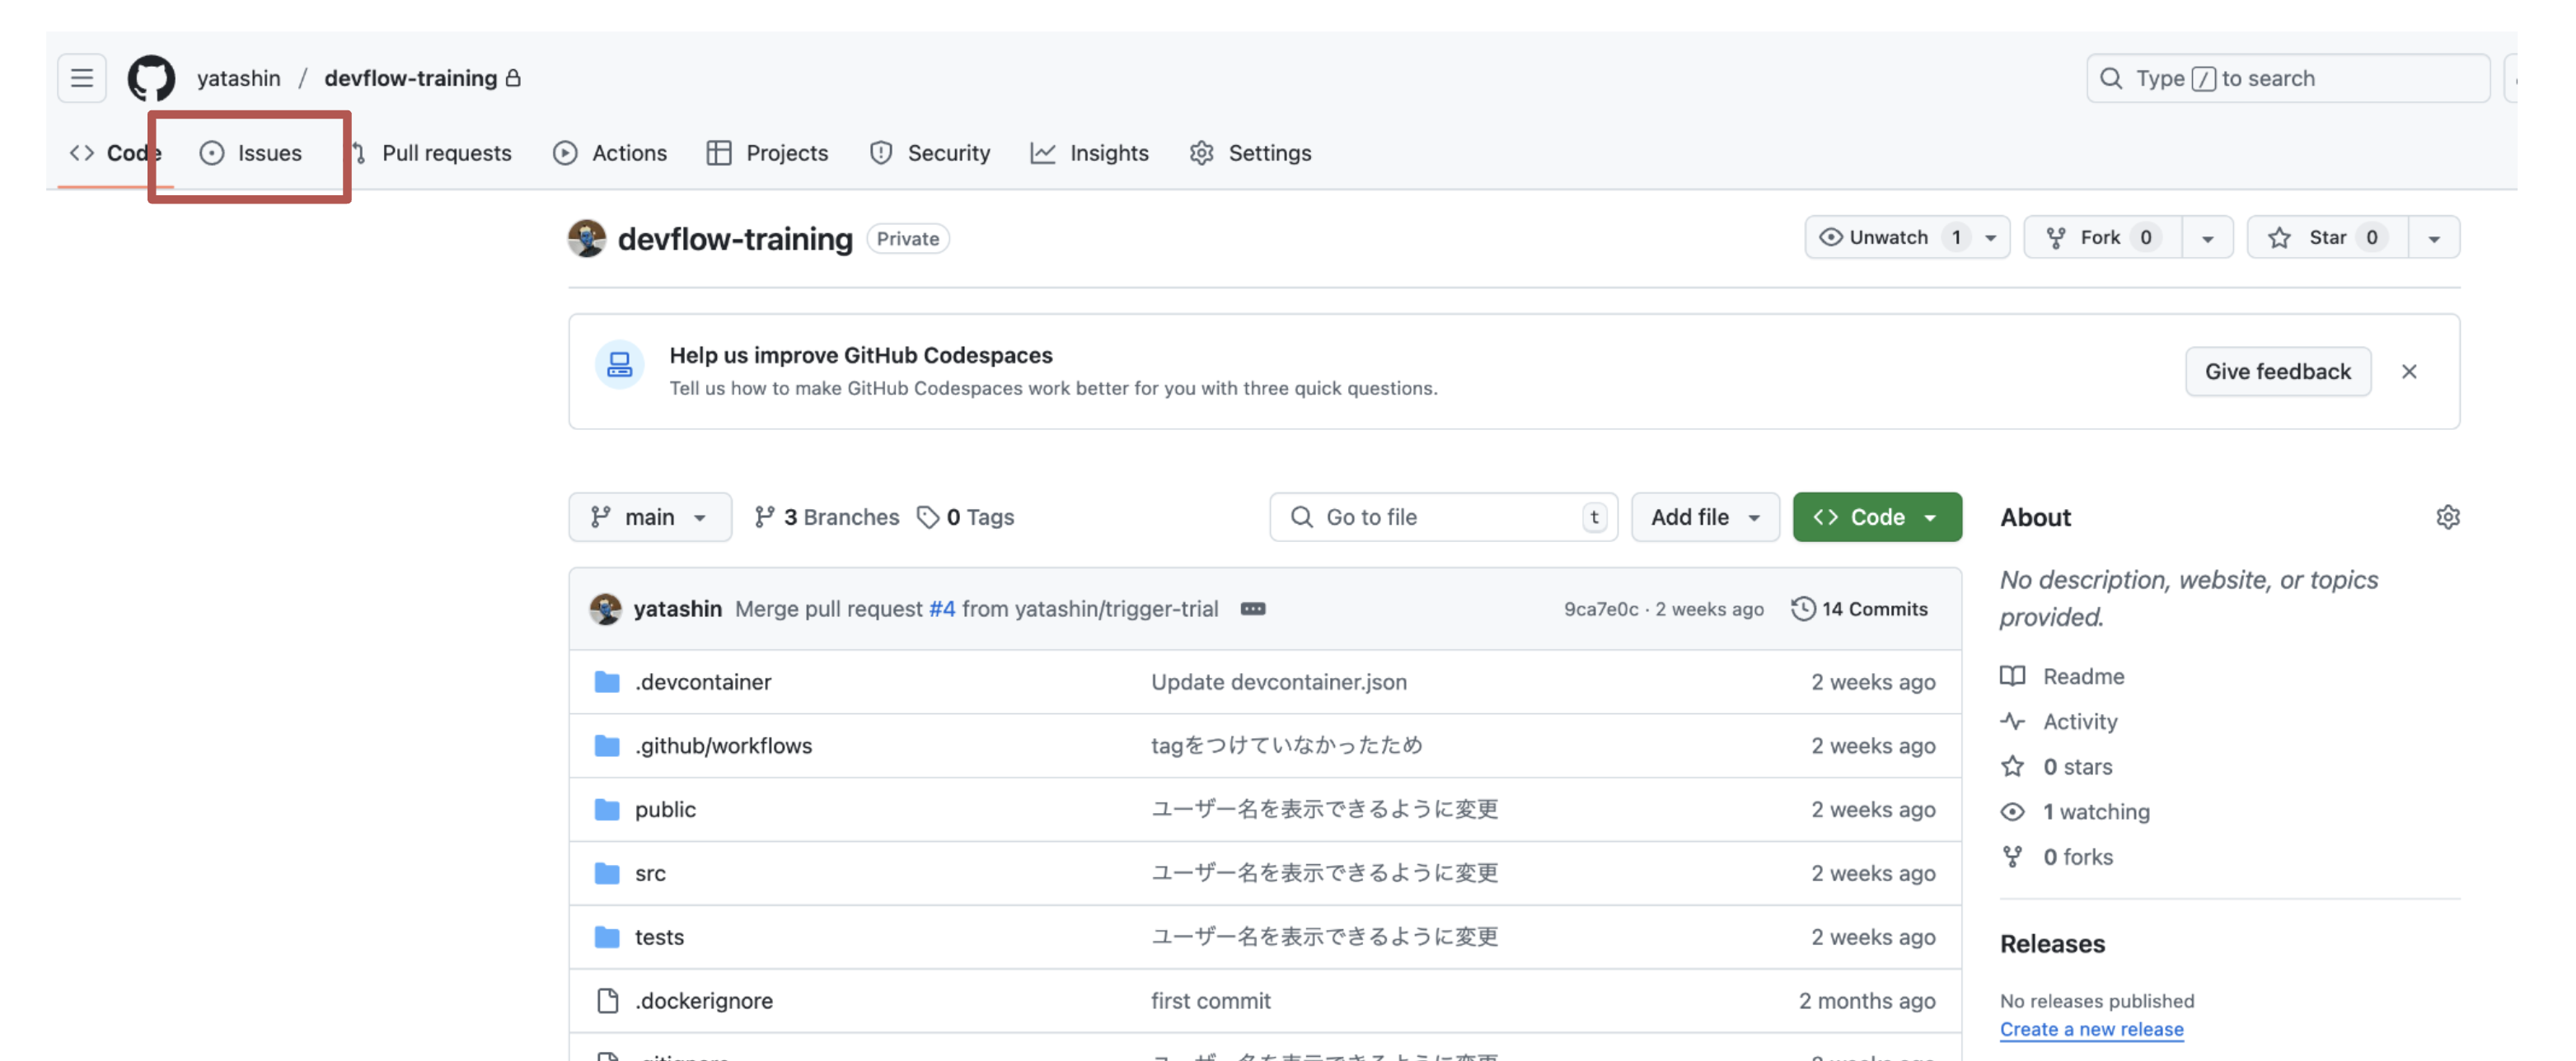 yatashin / devflow-training
Type / to search
Code Issues Pull requests Actions Projects Security Insights Settings
devflow-training Private
Unwatch 1 Fork 0 Star 0
Help us improve GitHub Codespaces
Tell us how to make GitHub Codespaces work better for you with three quick questions.
Give feedback
main 3 Branches 0 Tags
Go to file t Add file Code
yatashin Merge pull request #4 from yatashin/trigger-trial 9ca7e0c · 2 weeks ago 14 Commits
.devcontainer Update devcontainer.json 2 weeks ago
.github/workflows tagをつけていなかったため 2 weeks ago
public ユーザー名を表示できるように変更 2 weeks ago
src ユーザー名を表示できるように変更 2 weeks ago
tests ユーザー名を表示できるように変更 2 weeks ago
.dockerignore first commit 2 months ago
About
No description, website, or topics
provided.
Readme
Activity
0 stars
1 watching
0 forks
Releases
No releases published
Create a new release